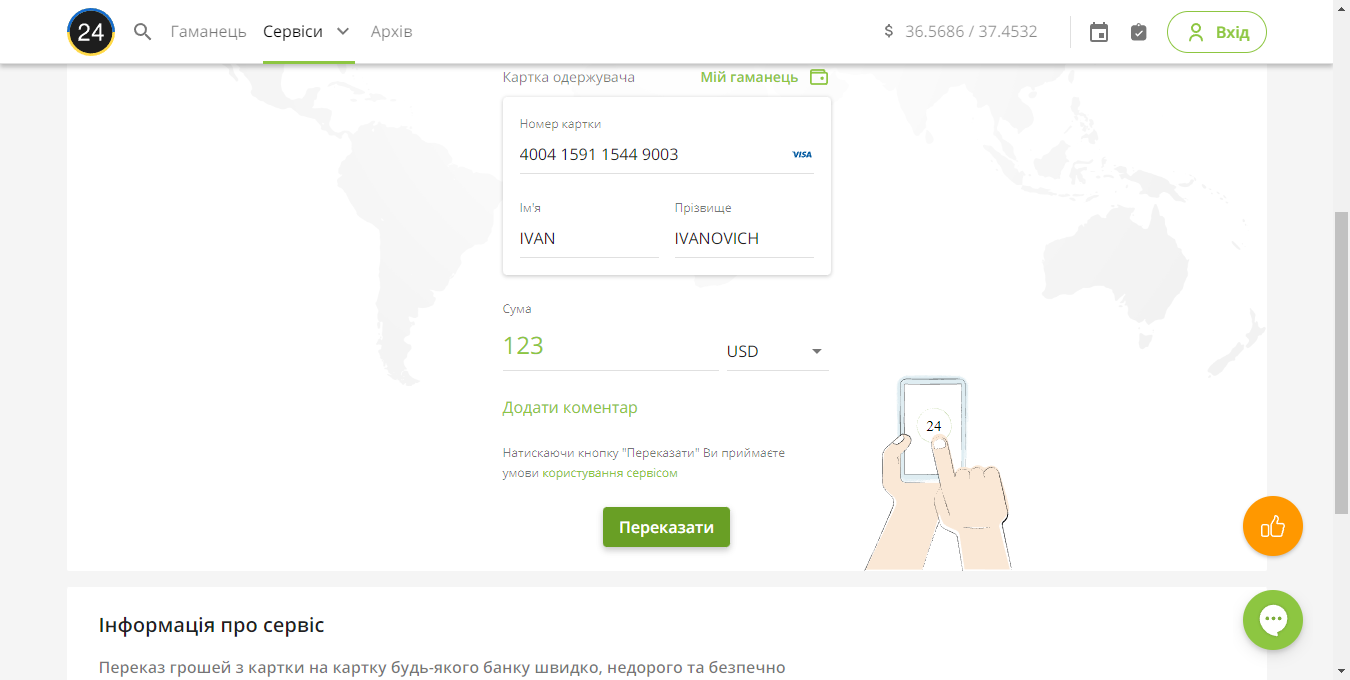 24 Гаманець Сервіси Архів $ 36.5686 / 37.4532 Вхід
Картка одержувача Мій гаманець
Номер картки
4004 1591 1544 9003 VISA
Ім'я Прізвище
IVAN IVANOVICH
Сума
123 USD
Додати коментар
24
Натискаючи кнопку "Переказати" Ви приймаєте
умови користування сервісом
Переказати
Інформація про сервіс
Переказ грошей з картки на картку будь-якого банку швидко, недорого та безпечно